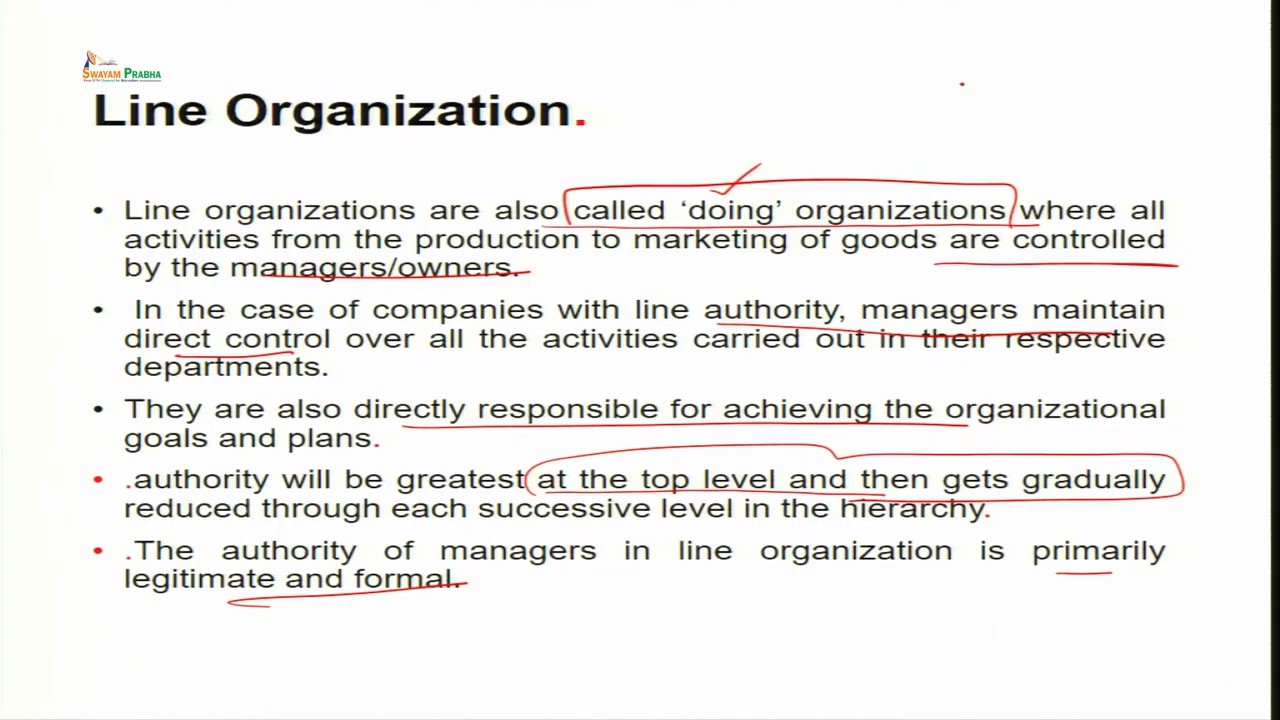 SWAYAM PRABHA
Line Organization.
• Line organizations are also called ‘doing’ organizations where all
activities from the production to marketing of goods are controlled
by the managers/owners.
• In the case of companies with line authority, managers maintain
direct control over all the activities carried out in their respective
departments.
• They are also directly responsible for achieving the organizational
goals and plans.
• .authority will be greatest at the top level and then gets gradually
reduced through each successive level in the hierarchy.
• .The authority of managers in line organization is primarily
legitimate and formal.